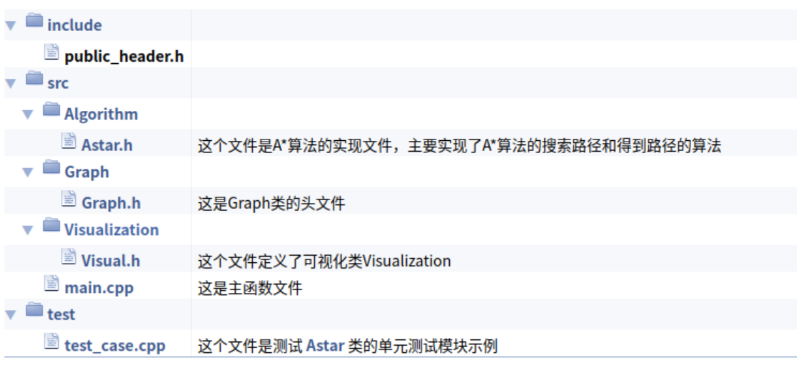 include
public_header.h
src
Algorithm
Astar.h 这个文件是A*算法的实现文件，主要实现了A*算法的搜索路径和得到路径的算法
Graph
Graph.h 这是Graph类的头文件
Visualization
Visual.h 这个文件定义了可视化类Visualization
main.cpp 这是主函数文件
test
test_case.cpp 这个文件是测试 Astar 类的单元测试模块示例